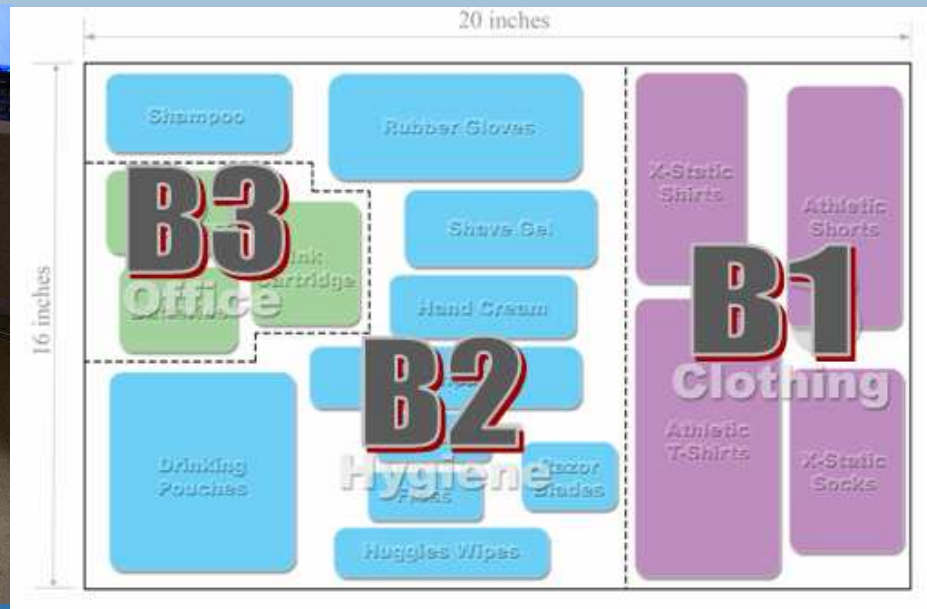 20 inches
16 inches
Shampoo
Rubber Gloves
X-Static
Shirts
Athletic
Shorts
B3
Office
Ink
Cartridge
Shave Gel
Hand Cream
B1
Clothing
B2
Hygiene
Drinking
Pouches
Razor
Blades
Athletic
T-Shirts
X-Static
Socks
Huggies Wipes